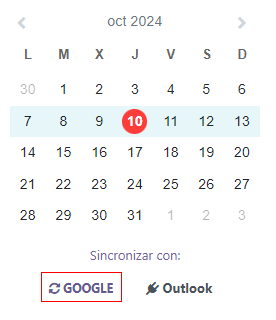 oct 2024
L M X J V S D
30 1 2 3 4 5 6
7 8 9 10 11 12 13
14 15 16 17 18 19 20
21 22 23 24 25 26 27
28 29 30 31 1 2 3
Sincronizar con:
GOOGLE Outlook